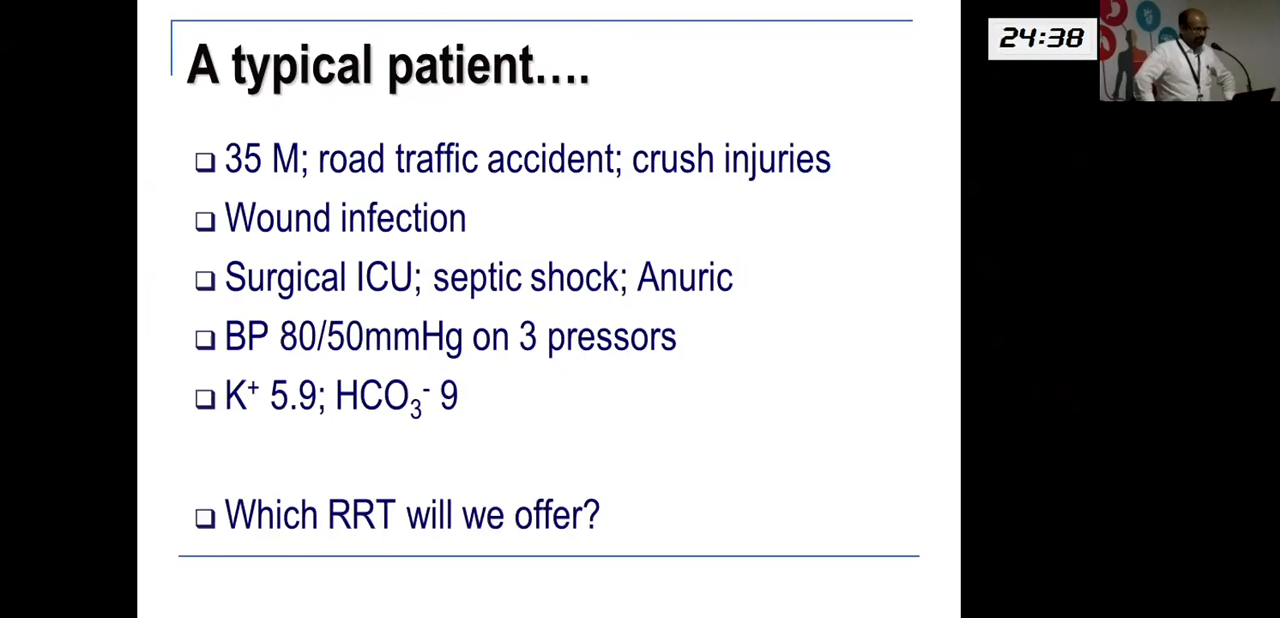 A typical patient....
35 M; road traffic accident; crush injuries
Wound infection
Surgical ICU; septic shock; Anuric
BP 80/50mmHg on 3 pressors
K⁺ 5.9; HCO₃⁻ 9
Which RRT will we offer?
24:38